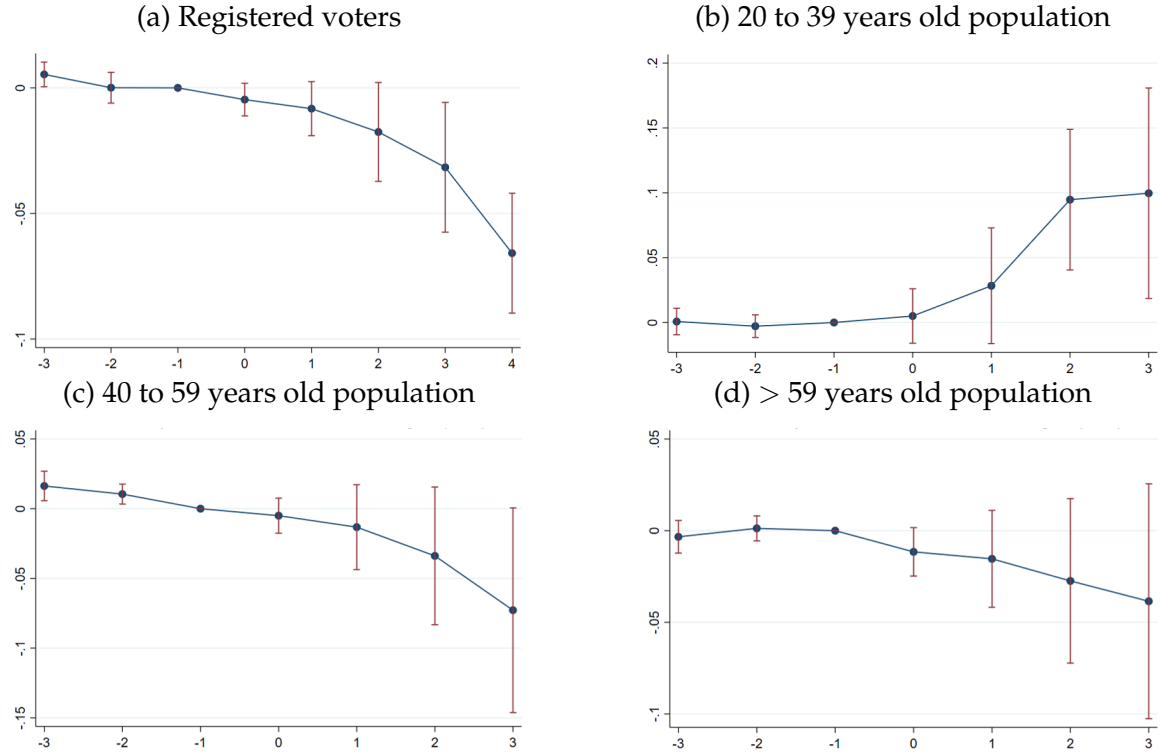 (a) Registered voters
0
-.05
-.1
-3 -2 -1 0 1 2 3 4
(b) 20 to 39 years old population
.2
.15
.1
.05
0
-3 -2 -1 0 1 2 3
(c) 40 to 59 years old population
.05
0
-.05
-.1
-.15
-3 -2 -1 0 1 2 3
(d) > 59 years old population
.05
0
-.05
-.1
-3 -2 -1 0 1 2 3